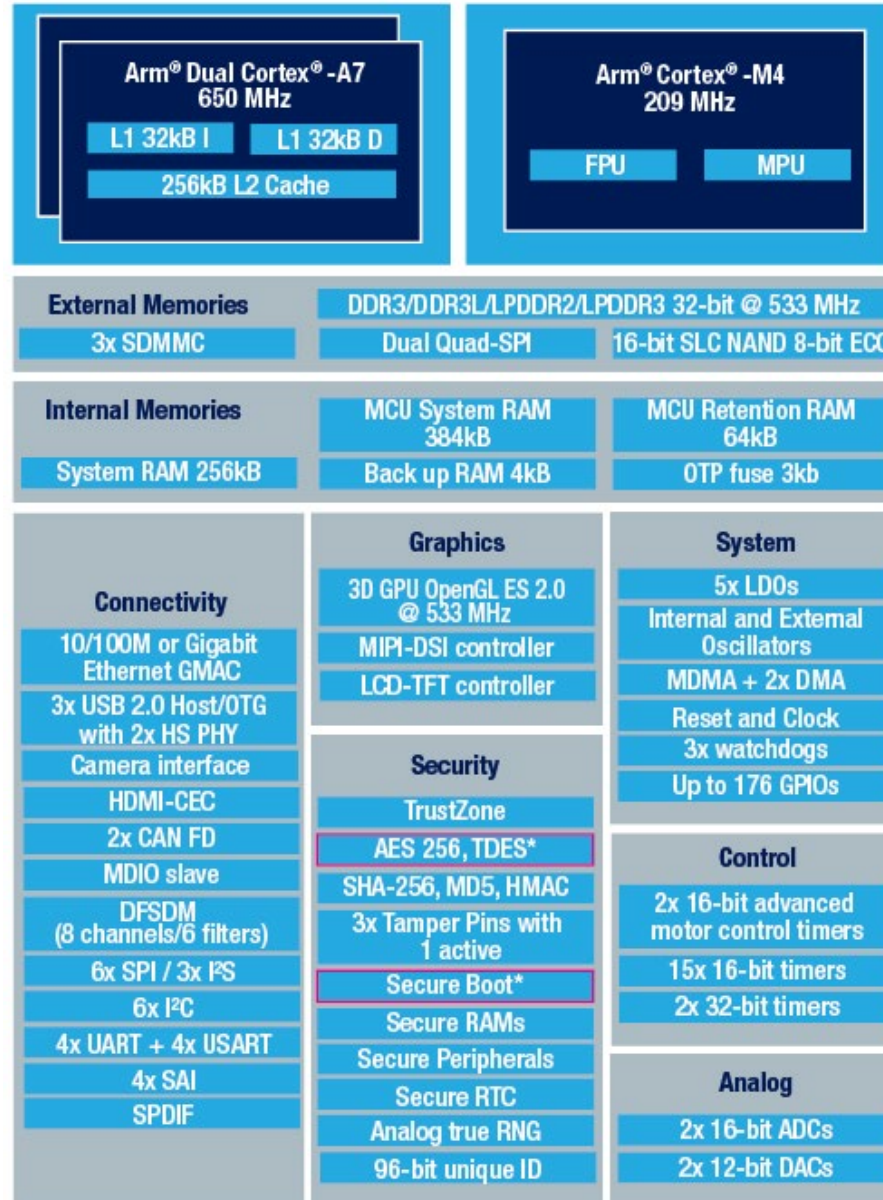 Arm® Dual Cortex® -A7
650 MHz
L1 32kB I
L1 32kB D
256kB L2 Cache
Arm® Cortex® -M4
209 MHz
FPU
MPU
External Memories
DDR3/DDR3L/LPDDR2/LPDDR3 32-bit @ 533 MHz
3x SDMMC
Dual Quad-SPI
16-bit SLC NAND 8-bit ECC
Internal Memories
MCU System RAM
384kB
MCU Retention RAM
64kB
System RAM 256kB
Back up RAM 4kB
OTP fuse 3kb
Connectivity
10/100M or Gigabit
Ethernet GMAC
3x USB 2.0 Host/OTG
with 2x HS PHY
Camera interface
HDMI-CEC
2x CAN FD
MDIO slave
DFSDM
(8 channels/6 filters)
6x SPI / 3x I²S
6x I²C
4x UART + 4x USART
4x SAI
SPDIF
Graphics
3D GPU OpenGL ES 2.0
@ 533 MHz
MIPI-DSI controller
LCD-TFT controller
Security
TrustZone
AES 256, TDES*
SHA-256, MD5, HMAC
3x Tamper Pins with
1 active
Secure Boot*
Secure RAMs
Secure Peripherals
Secure RTC
Analog true RNG
96-bit unique ID
System
5x LDOs
Internal and External
Oscillators
MDMA + 2x DMA
Reset and Clock
3x watchdogs
Up to 176 GPIOs
Control
2x 16-bit advanced
motor control timers
15x 16-bit timers
2x 32-bit timers
Analog
2x 16-bit ADCs
2x 12-bit DACs